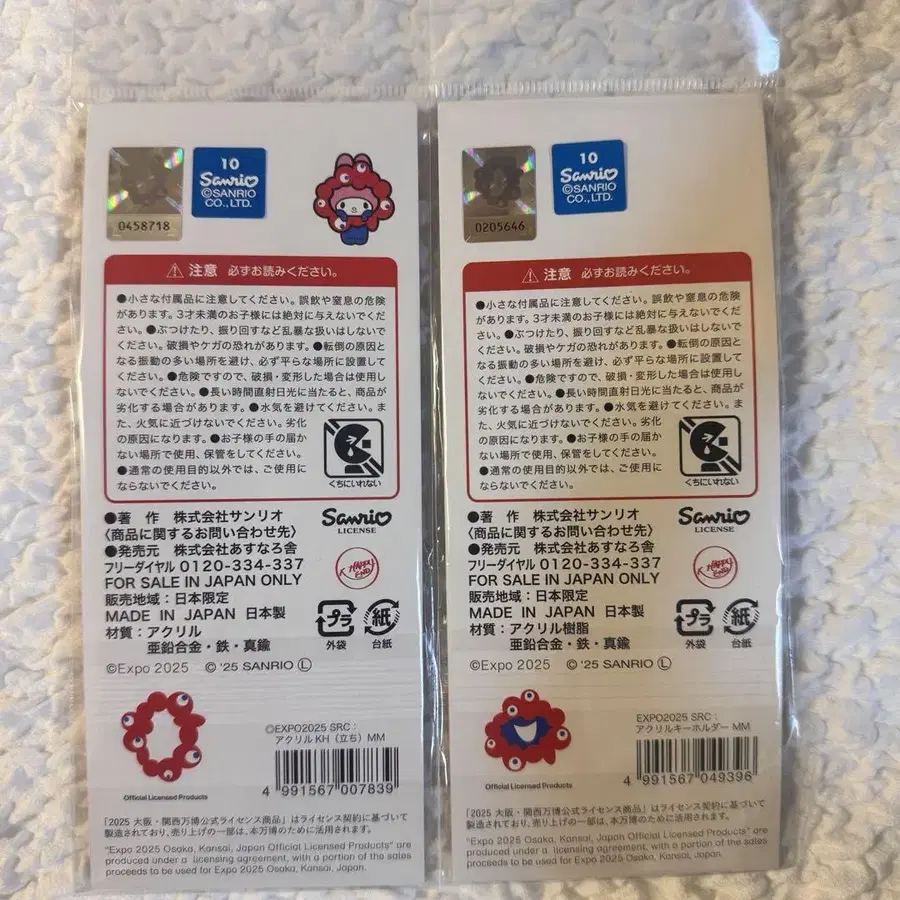 0458718
10
Sanrio
©SANRIO
CO., LTD.
⚠注意 必ずお読みください。
●小さな付属品に注意してください。誤飲や窒息の危険
があります。3才未満のお子様には絶対に与えないでくだ
さい。●ぶつけたり、振り回すなど乱暴な扱いはしないで
ください。破損やケガの恐れがあります。●転倒の原因と
なる振動の多い場所を避け、必ず平らな場所に設置して
ください。●危険ですので、破損・変形した場合は使用し
ないでください。●長い時間直射日光に当たると、商品が
劣化する場合があります。●水気を避けてください。ま
た、火気に近づけないでください。劣化
の原因になります。●お子様の手の届か
ない場所で使用、保管をしてください。
●通常の使用目的以外では、ご使用に
ならないでください。
くちにいれない
●著 作 株式会社サンリオ
〈商品に関するお問い合わせ先〉
●発売元 株式会社あすなろ舎
フリーダイヤル 0120-334-337
FOR SALE IN JAPAN ONLY
販売地域：日本限定
MADE IN JAPAN 日本製
材質：アクリル
亜鉛合金・鉄・真鍮
Sanrio
LICENSE
HAPPY
END
プラ
外袋
紙
台紙
©Expo 2025 © '25 SANRIO Ⓛ
©EXPO2025 SRC：
アクリルKH（立ち）MM
4 991567 007839
Official Licensed Products
「2025 大阪・関西万博公式ライセンス商品」はライセンス契約に基づいて
製造されており、売り上げの一部は、本万博のために活用されます。
"Expo 2025 Osaka, Kansai, Japan Official Licensed Products" are
produced under a licensing agreement, with a portion of the sales
proceeds to be used for Expo 2025 Osaka, Kansai, Japan.
0205646
10
Sanrio
©SANRIO
CO., LTD.
⚠注意 必ずお読みください。
●小さな付属品に注意してください。誤飲や窒息の危険
があります。3才未満のお子様には絶対に与えないでくだ
さい。●ぶつけたり、振り回すなど乱暴な扱いはしないで
ください。破損やケガの恐れがあります。●転倒の原因と
なる振動の多い場所を避け、必ず平らな場所に設置して
ください。●危険ですので、破損・変形した場合は使用し
ないでください。●長い時間直射日光に当たると、商品が
劣化する場合があります。●水気を避けてください。ま
た、火気に近づけないでください。劣化
の原因になります。●お子様の手の届か
ない場所で使用、保管をしてください。
●通常の使用目的以外では、ご使用に
ならないでください。
くちにいれない
●著 作 株式会社サンリオ
〈商品に関するお問い合わせ先〉
●発売元 株式会社あすなろ舎
フリーダイヤル 0120-334-337
FOR SALE IN JAPAN ONLY
販売地域：日本限定
MADE IN JAPAN 日本製
材質：アクリル樹脂
亜鉛合金・鉄・真鍮
Sanrio
LICENSE
HAPPY
END
プラ
外袋
紙
台紙
©Expo 2025 © '25 SANRIO Ⓛ
EXPO2025 SRC：
アクリルキーホルダー MM
4 991567 049396
Official Licensed Products
「2025 大阪・関西万博公式ライセンス商品」はライセンス契約に基づいて
製造されており、売り上げの一部は、本万博のために活用されます。
"Expo 2025 Osaka, Kansai, Japan Official Licensed Products" are
produced under a licensing agreement, with a portion of the sales
proceeds to be used for Expo 2025 Osaka, Kansai, Japan.